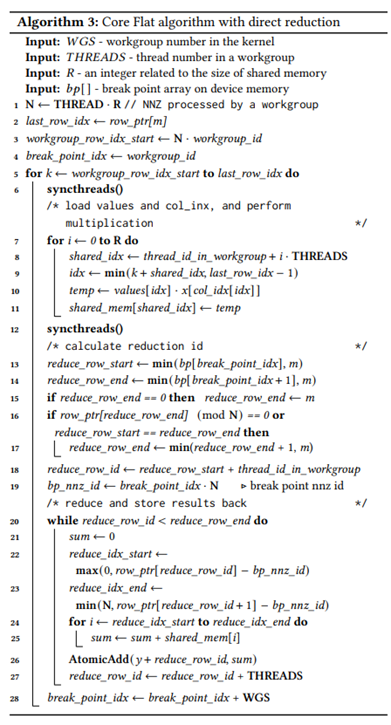 Algorithm 3: Core Flat algorithm with direct reduction
Input: WGS - workgroup number in the kernel
Input: THREADS - thread number in a workgroup
Input: R - an integer related to the size of shared memory
Input: bp[] - break point array on device memory
1 N ← THREAD · R // NNZ processed by a workgroup
2 last_row_idx ← row_ptr[m]
3 workgroup_row_idx_start ← N · workgroup_id
4 break_point_idx ← workgroup_id
5 for k ← workgroup_row_idx_start to last_row_idx do
6 syncthreads()
/* load values and col_inx, and perform
multiplication */
7 for i ← 0 to R do
8 shared_idx ← thread_id_in_workgroup + i · THREADS
9 idx ← min(k + shared_idx, last_row_idx − 1)
10 temp ← values[idx] · x[col_idx[idx]]
11 shared_mem[shared_idx] ← temp
12 syncthreads()
/* calculate reduction id */
13 reduce_row_start ← min(bp[break_point_idx], m)
14 reduce_row_end ← min(bp[break_point_idx + 1], m)
15 if reduce_row_end == 0 then reduce_row_end ← m
16 if row_ptr[reduce_row_end] (mod N) == 0 or
reduce_row_start == reduce_row_end then
17 reduce_row_end ← min(reduce_row_end + 1, m)
18 reduce_row_id ← reduce_row_start + thread_id_in_workgroup
19 bp_nnz_id ← break_point_idx · N ▷ break point nnz id
/* reduce and store results back */
20 while reduce_row_id < reduce_row_end do
21 sum ← 0
22 reduce_idx_start ←
max(0, row_ptr[reduce_row_id] − bp_nnz_id)
23 reduce_idx_end ←
min(N, row_ptr[reduce_row_id + 1] − bp_nnz_id)
24 for i ← reduce_idx_start to reduce_idx_end do
25 sum ← sum + shared_mem[i]
26 AtomicAdd(y + reduce_row_id, sum)
27 reduce_row_id ← reduce_row_id + THREADS
28 break_point_idx ← break_point_idx + WGS